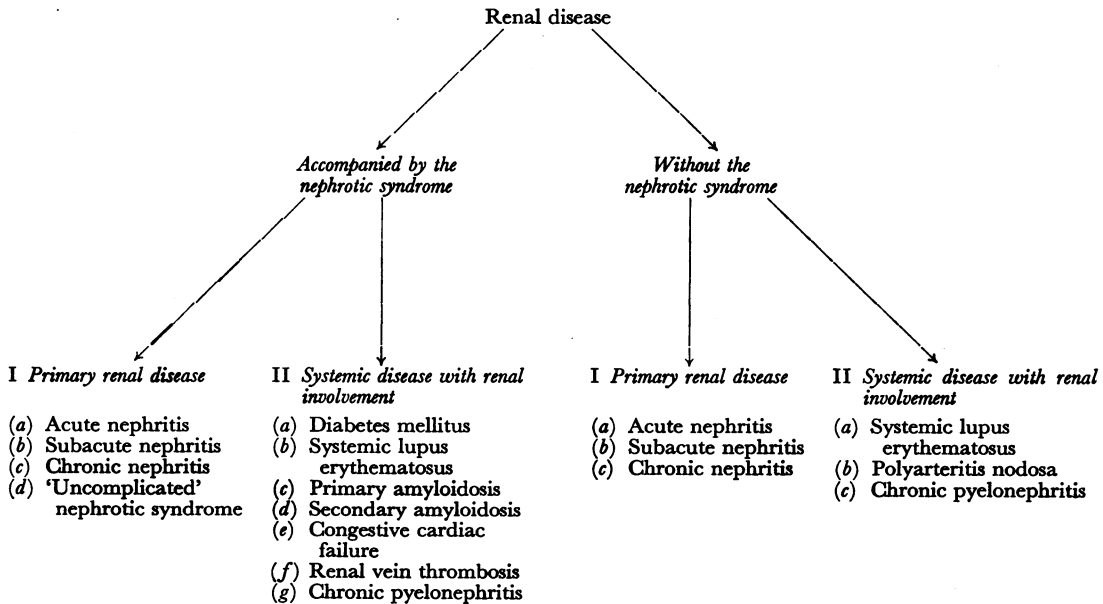 Renal disease
Accompanied by the
nephrotic syndrome
Without the
nephrotic syndrome
I Primary renal disease
(a) Acute nephritis
(b) Subacute nephritis
(c) Chronic nephritis
(d) ‘Uncomplicated’
nephrotic syndrome
II Systemic disease with renal
involvement
(a) Diabetes mellitus
(b) Systemic lupus
erythematosus
(c) Primary amyloidosis
(d) Secondary amyloidosis
(e) Congestive cardiac
failure
(f) Renal vein thrombosis
(g) Chronic pyelonephritis
I Primary renal disease
(a) Acute nephritis
(b) Subacute nephritis
(c) Chronic nephritis
II Systemic disease with renal
involvement
(a) Systemic lupus
erythematosus
(b) Polyarteritis nodosa
(c) Chronic pyelonephritis